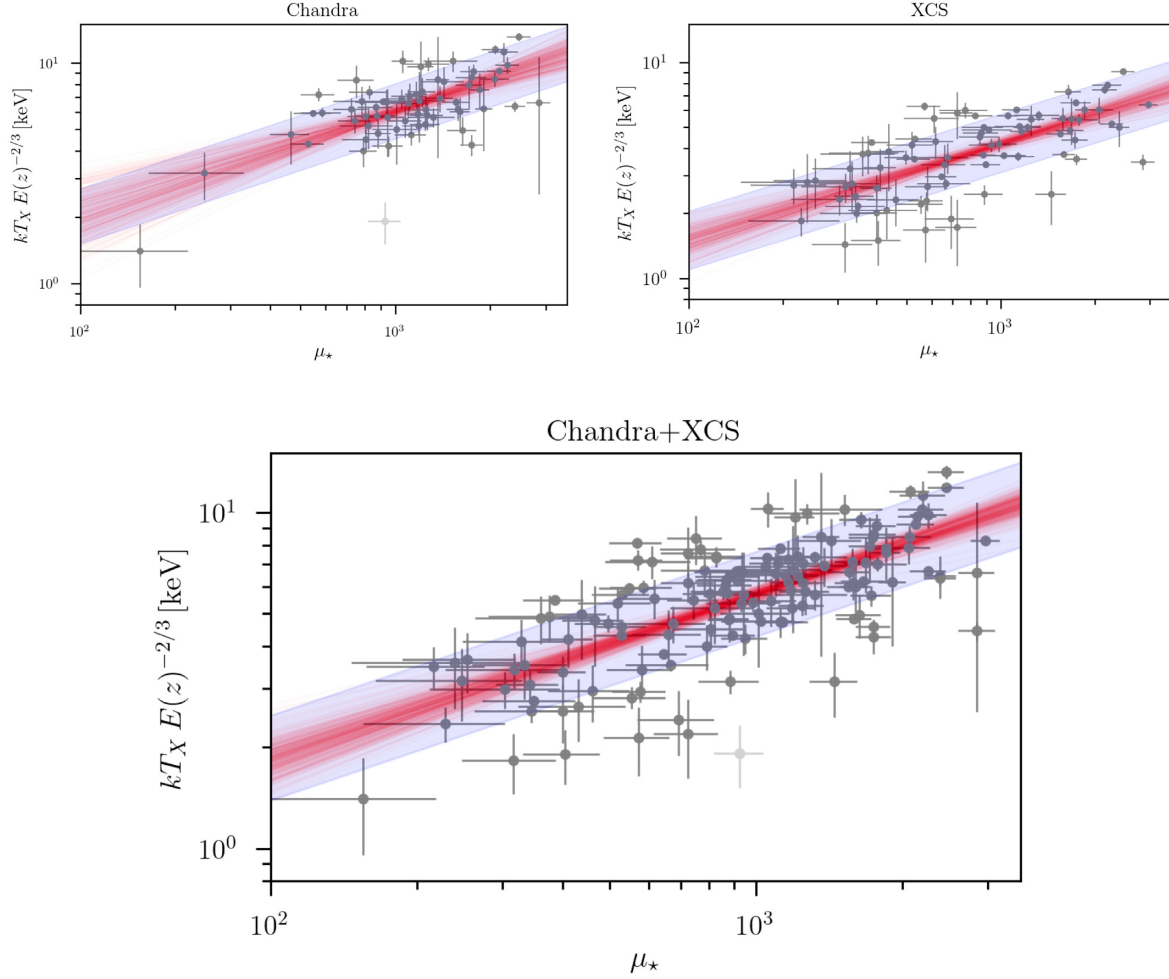 Chandra
kT_X E(z)^{-2/3} [keV]
10^1
10^0
10^2
10^3
μ⋆
XCS
kT_X E(z)^{-2/3} [keV]
10^1
10^0
10^2
10^3
μ⋆
Chandra+XCS
kT_X E(z)^{-2/3} [keV]
10^1
10^0
10^2
10^3
μ⋆